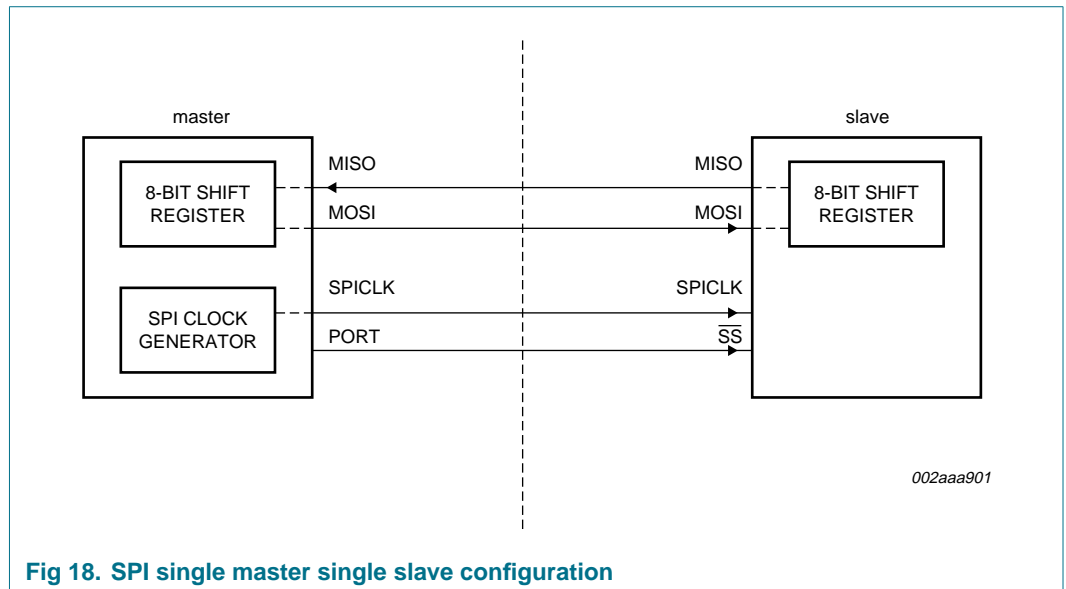 master
slave
8-BIT SHIFT
REGISTER
MISO
MISO
8-BIT SHIFT
REGISTER
MOSI
MOSI
SPI CLOCK
GENERATOR
SPICLK
SPICLK
PORT
S̅S̅
002aaa901
Fig 18. SPI single master single slave configuration